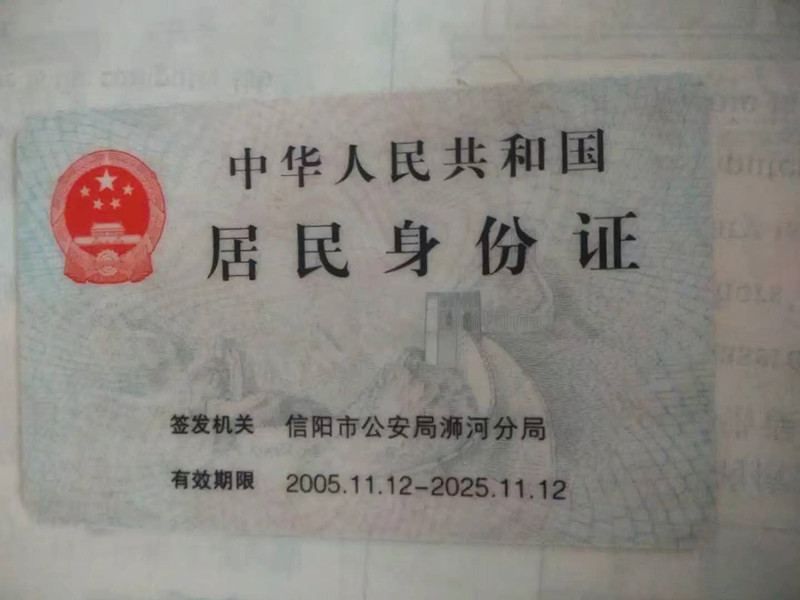 中华人民共和国
居民身份证
签发机关 信阳市公安局浉河分局
有效期限 2005.11.12-2025.11.12